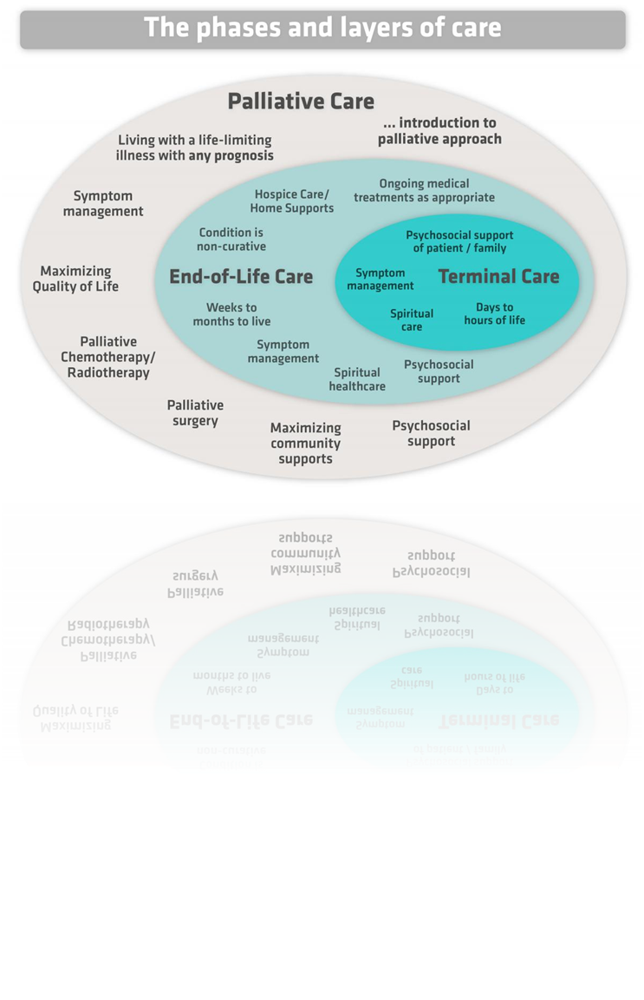 The phases and layers of care
Palliative Care
... introduction to
palliative approach
Living with a life-limiting
illness with any prognosis
Symptom
management
Maximizing
Quality of Life
Palliative
Chemotherapy/
Radiotherapy
Palliative
surgery
Maximizing
community
supports
Psychosocial
support
Hospice Care/
Home Supports
Ongoing medical
treatments as appropriate
Condition is
non-curative
End-of-Life Care
Weeks to
months to live
Symptom
management
Spiritual
healthcare
Psychosocial
support
Psychosocial support
of patient / family
Symptom
management
Terminal Care
Spiritual
care
Days to
hours of life